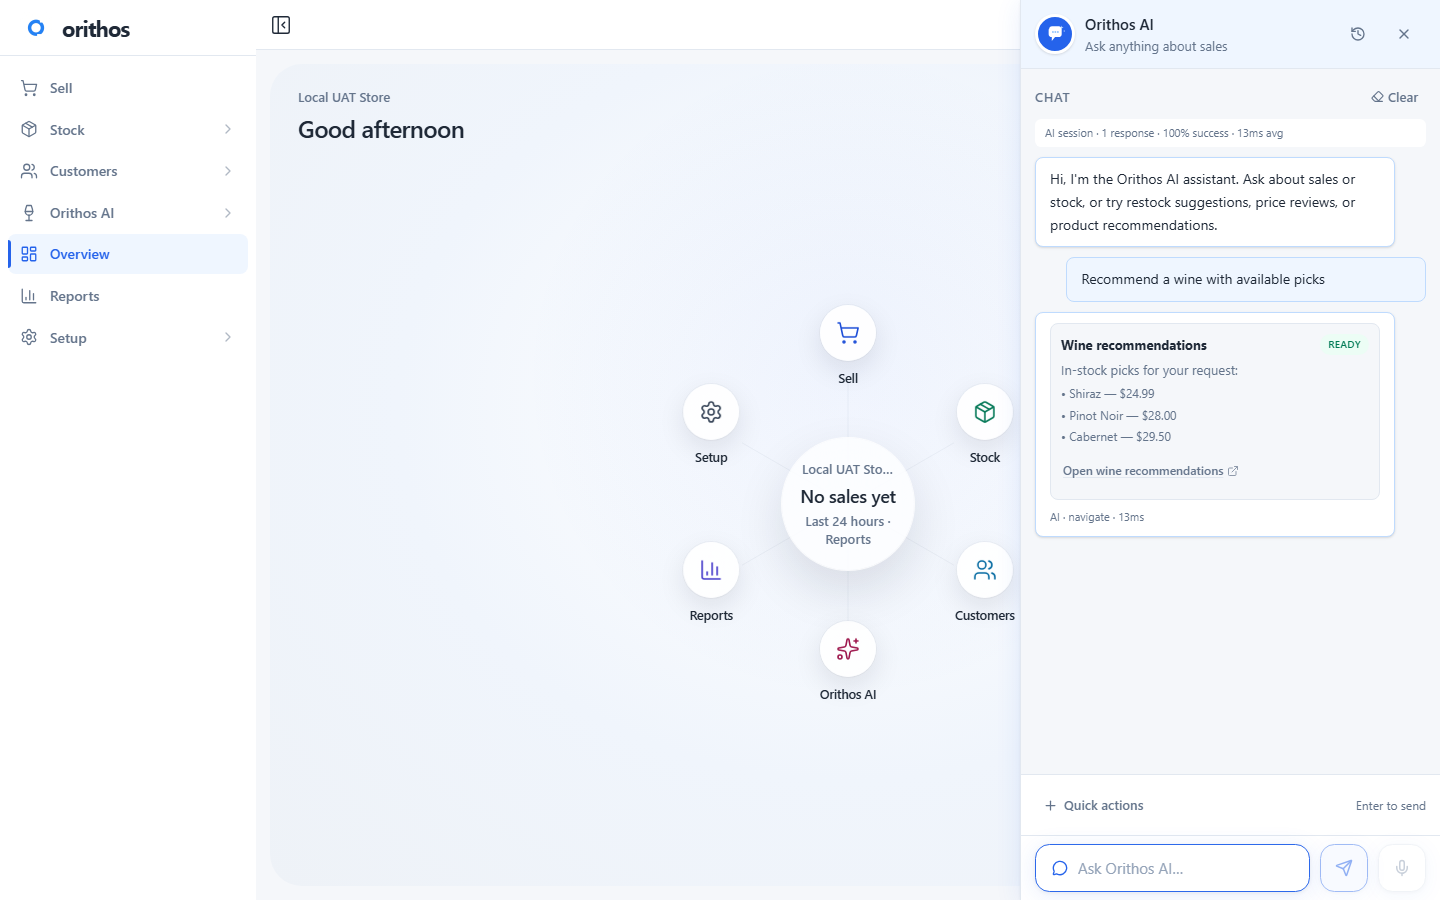 orithos
Sell
Stock
Customers
Orithos AI
Overview
Reports
Setup
Local UAT Store
Good afternoon
Sell
Setup
Stock
Local UAT Sto...
No sales yet
Last 24 hours ·
Reports
Reports
Customers
Orithos AI
Orithos AI
Ask anything about sales
CHAT
Clear
AI session · 1 response · 100% success · 13ms avg
Hi, I'm the Orithos AI assistant. Ask about sales or
stock, or try restock suggestions, price reviews, or
product recommendations.
Recommend a wine with available picks
Wine recommendations
READY
In-stock picks for your request:
• Shiraz — $24.99
• Pinot Noir — $28.00
• Cabernet — $29.50
Open wine recommendations
AI · navigate · 13ms
Quick actions
Enter to send
Ask Orithos AI...